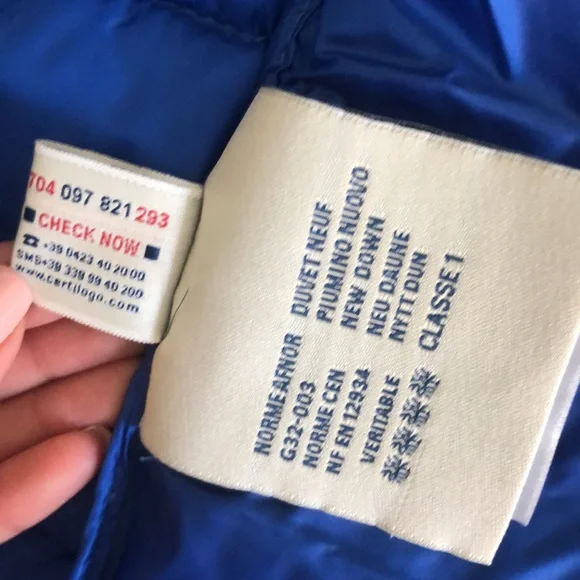 704 097 821 293
CHECK NOW
☎ +39 0423 40 20 00
SMS+39 339 99 40 200
www.certilogo.com
DUVET NEUF
PIUMINO NUOVO
NEW DOWN
NEU DAUNE
NYTT DUN
CLASSE 1
NORMEAFNOR
G32-003
NORME CEN
NF EN 12934
VERITABLE